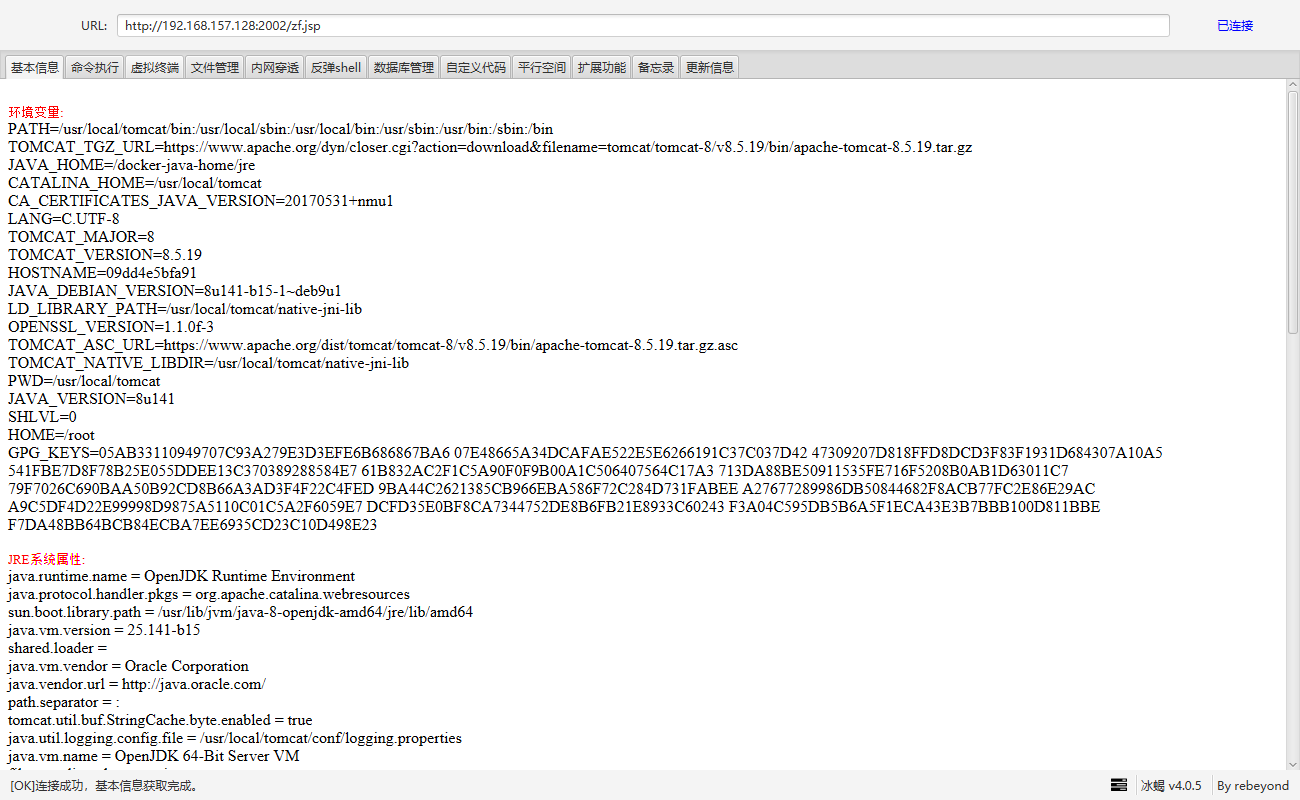 URL: http://192.168.157.128:2002/zf.jsp 已连接
基本信息 命令执行 虚拟终端 文件管理 内网穿透 反弹shell 数据库管理 自定义代码 平行空间 扩展功能 备忘录 更新信息
环境变量:
PATH=/usr/local/tomcat/bin:/usr/local/sbin:/usr/local/bin:/usr/sbin:/usr/bin:/sbin:/bin
TOMCAT_TGZ_URL=https://www.apache.org/dyn/closer.cgi?action=download&filename=tomcat/tomcat-8/v8.5.19/bin/apache-tomcat-8.5.19.tar.gz
JAVA_HOME=/docker-java-home/jre
CATALINA_HOME=/usr/local/tomcat
CA_CERTIFICATES_JAVA_VERSION=20170531+nmu1
LANG=C.UTF-8
TOMCAT_MAJOR=8
TOMCAT_VERSION=8.5.19
HOSTNAME=09dd4e5bfa91
JAVA_DEBIAN_VERSION=8u141-b15-1~deb9u1
LD_LIBRARY_PATH=/usr/local/tomcat/native-jni-lib
OPENSSL_VERSION=1.1.0f-3
TOMCAT_ASC_URL=https://www.apache.org/dist/tomcat/tomcat-8/v8.5.19/bin/apache-tomcat-8.5.19.tar.gz.asc
TOMCAT_NATIVE_LIBDIR=/usr/local/tomcat/native-jni-lib
PWD=/usr/local/tomcat
JAVA_VERSION=8u141
SHLVL=0
HOME=/root
GPG_KEYS=05AB33110949707C93A279E3D3EFE6B686867BA6 07E48665A34DCAFAE522E5E6266191C37C037D42 47309207D818FFD8DCD3F83F1931D684307A10A5
541FBE7D8F78B25E055DDEE13C370389288584E7 61B832AC2F1C5A90F0F9B00A1C506407564C17A3 713DA88BE50911535FE716F5208B0AB1D63011C7
79F7026C690BAA50B92CD8B66A3AD3F4F22C4FED 9BA44C2621385CB966EBA586F72C284D731FABEE A27677289986DB50844682F8ACB77FC2E86E29AC
A9C5DF4D22E99998D9875A5110C01C5A2F6059E7 DCFD35E0BF8CA7344752DE8B6FB21E8933C60243 F3A04C595DB5B6A5F1ECA43E3B7BBB100D811BBE
F7DA48BB64BCB84ECBA7EE6935CD23C10D498E23
JRE系统属性:
java.runtime.name = OpenJDK Runtime Environment
java.protocol.handler.pkgs = org.apache.catalina.webresources
sun.boot.library.path = /usr/lib/jvm/java-8-openjdk-amd64/jre/lib/amd64
java.vm.version = 25.141-b15
shared.loader =
java.vm.vendor = Oracle Corporation
java.vendor.url = http://java.oracle.com/
path.separator = :
tomcat.util.buf.StringCache.byte.enabled = true
java.util.logging.config.file = /usr/local/tomcat/conf/logging.properties
java.vm.name = OpenJDK 64-Bit Server VM
[OK]连接成功，基本信息获取完成。 冰蝎 v4.0.5 By rebeyond